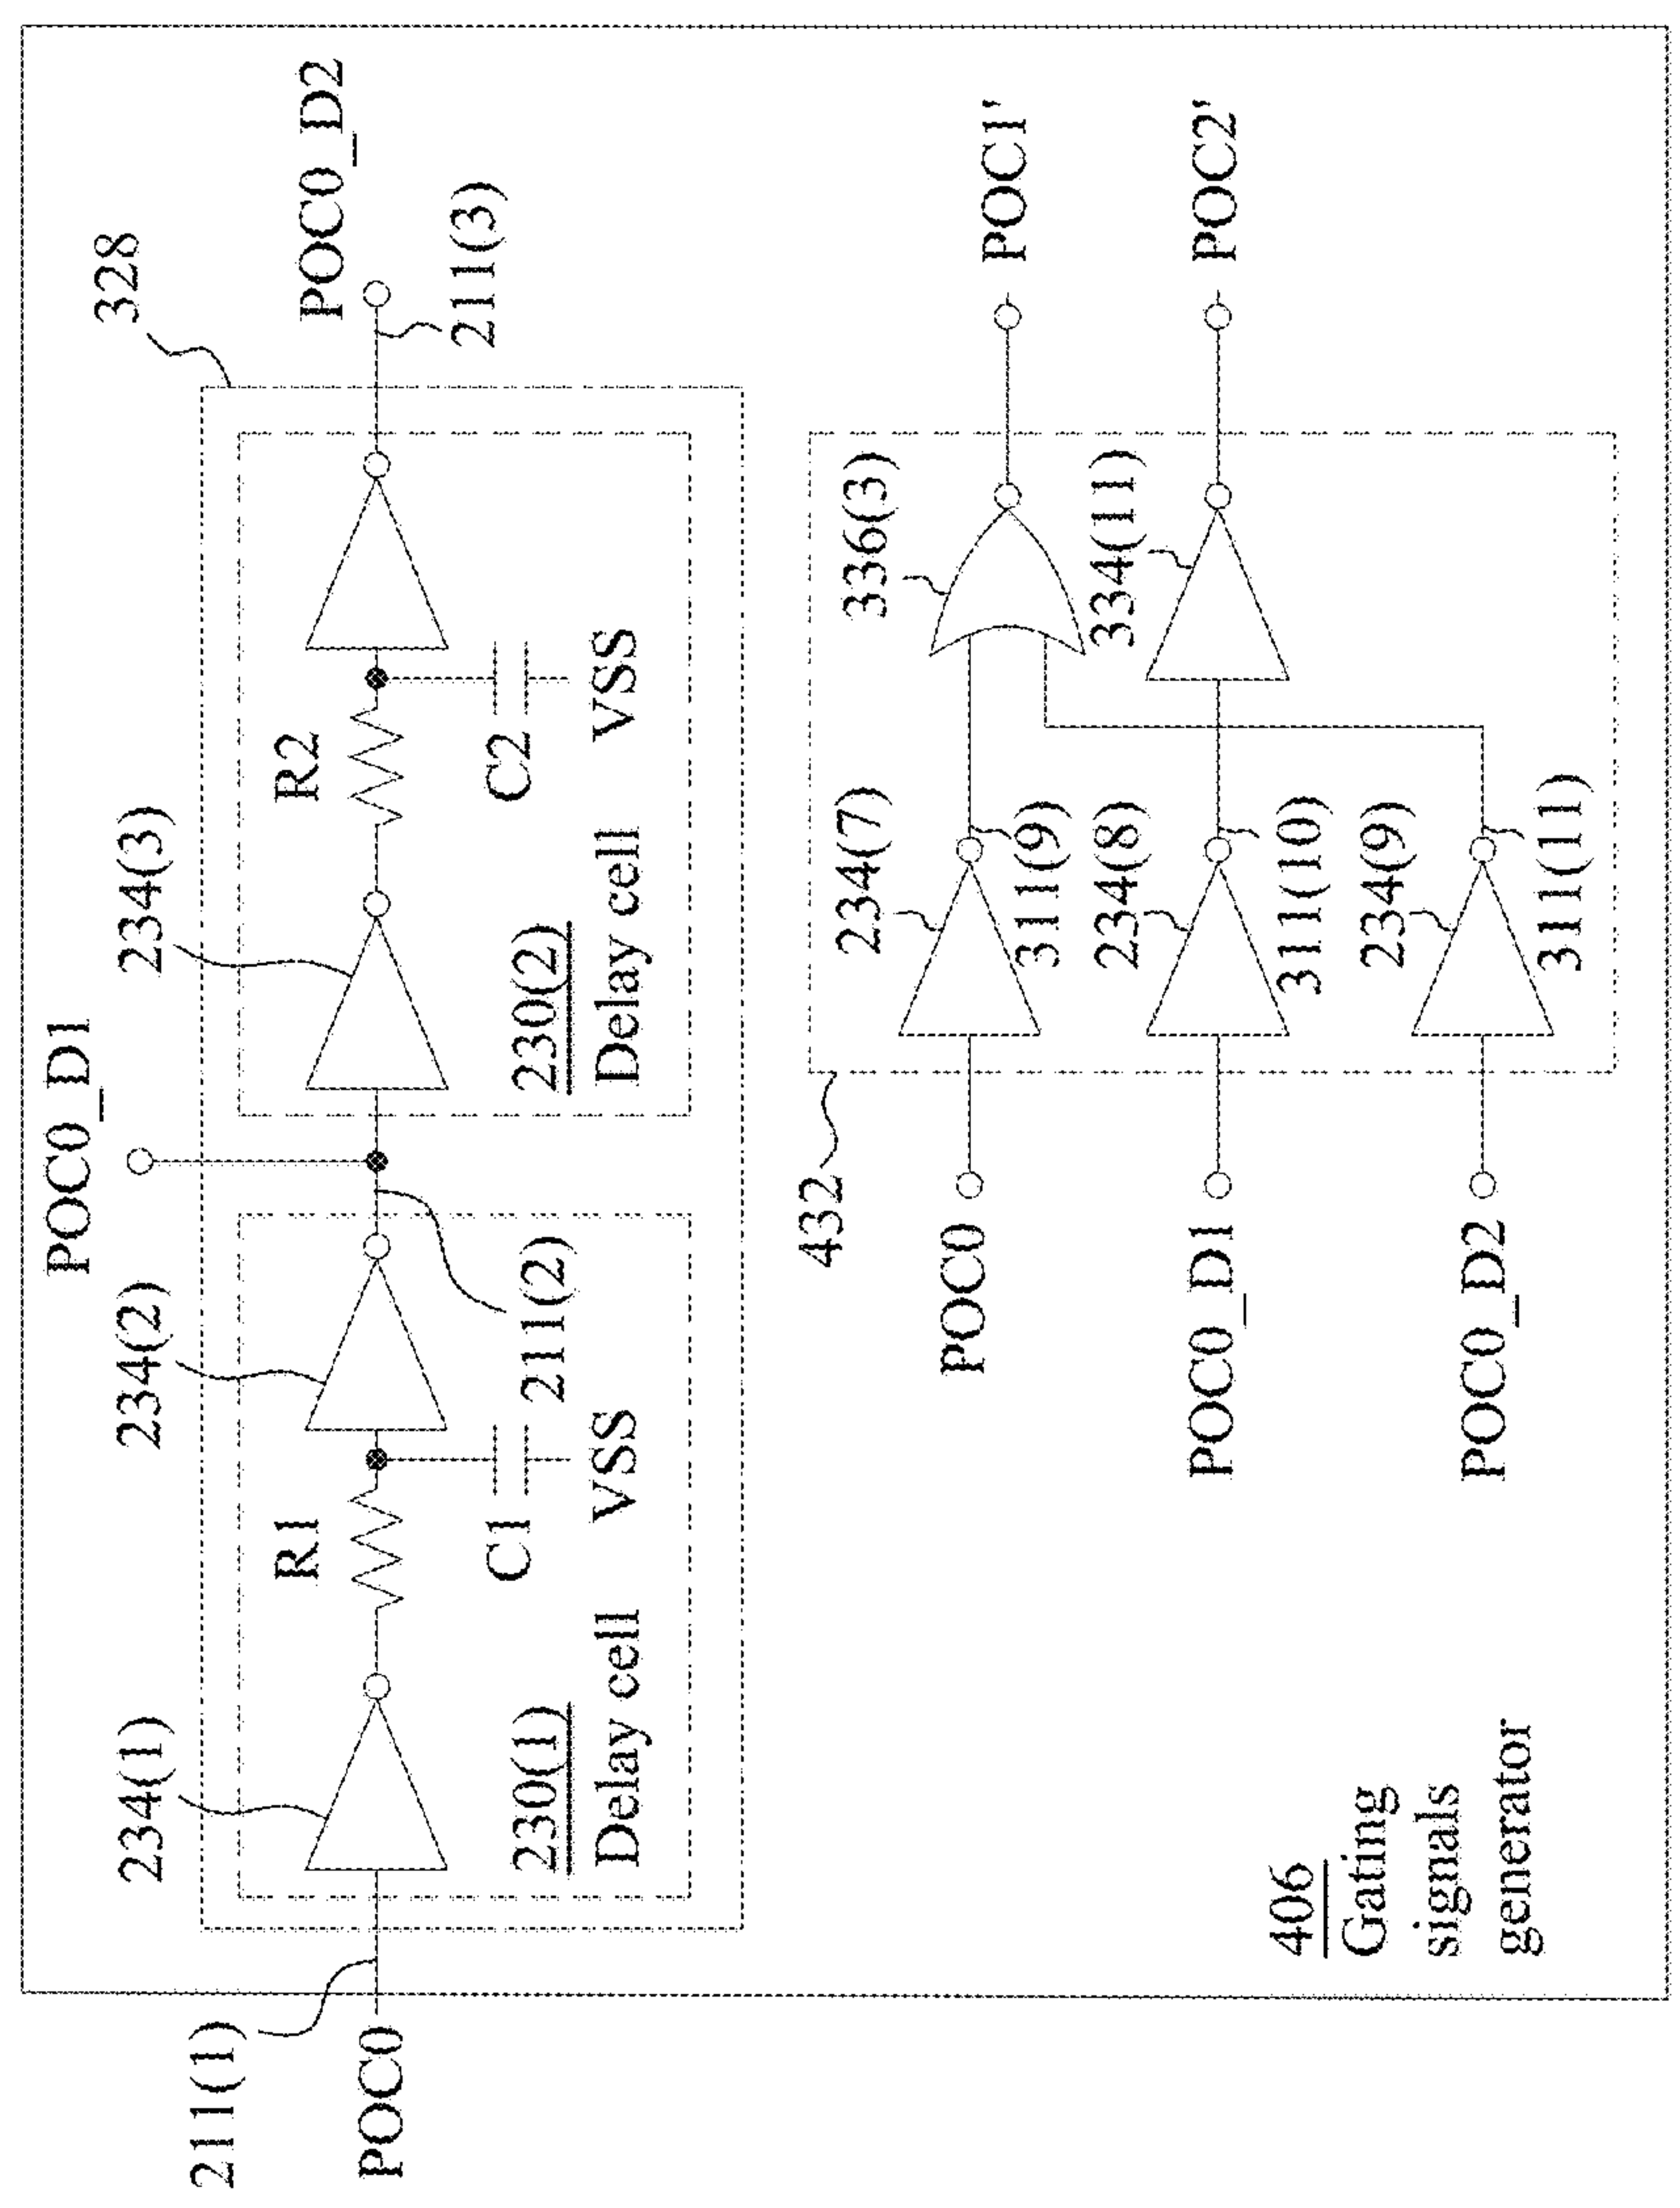 POC0_D1
328
234(1)
234(2)
234(3)
POC0_D2
211(1)
R1
R2
POC0
211(3)
C1
211(2)
C2
230(1)
230(2)
Delay cell
VSS
Delay cell
VSS
432
234(7)
336(3)
POC0
POC1'
311(9)
234(8)
334(11)
POC0_D1
POC2'
311(10)
234(9)
POC0_D2
311(11)
406
Gating
signals
generator